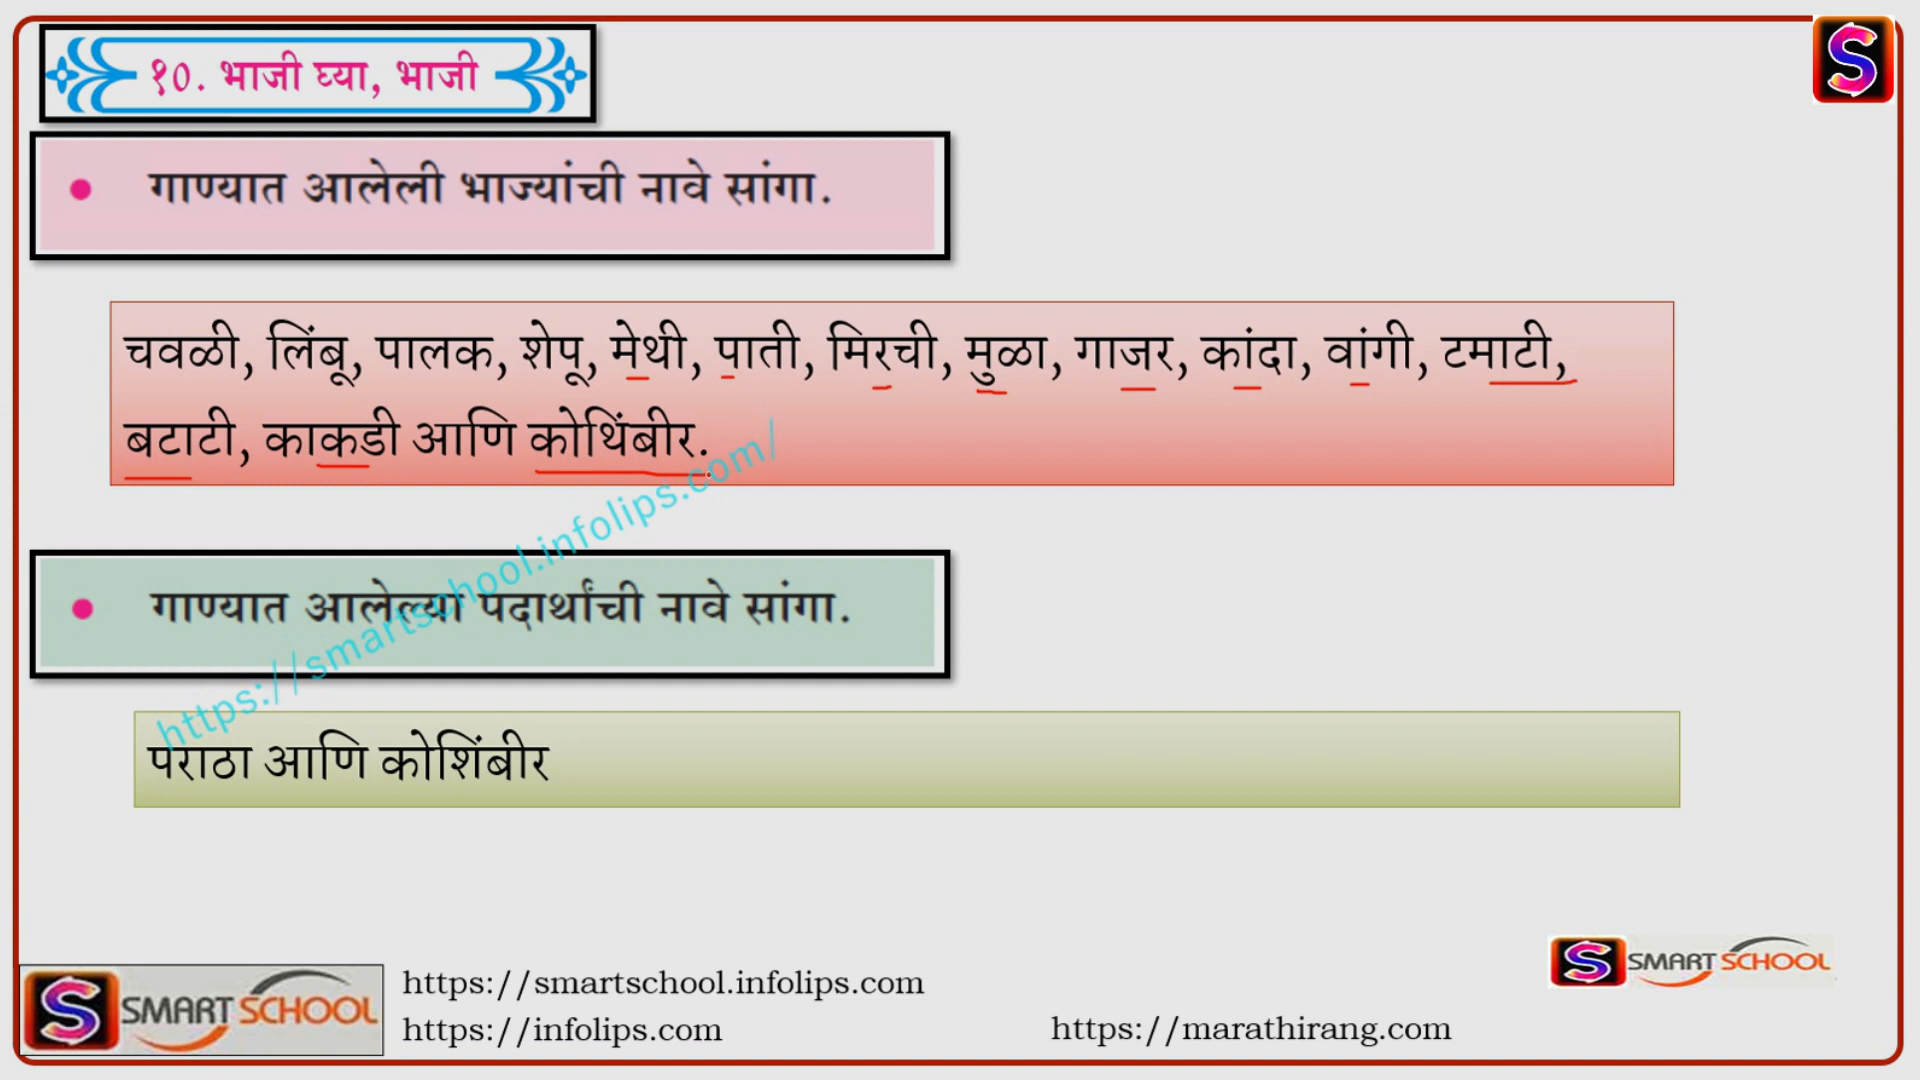 १०. भाजी घ्या, भाजी
गाण्यात आलेली भाज्यांची नावे सांगा.
चवळी, लिंबू, पालक, शेपू, मेथी, पाती, मिरची, मुळा, गाजर, कांदा, वांगी, टमाटी,
बटाटी, काकडी आणि कोथिंबीर.
https://smartschool.infolips.com/
गाण्यात आलेल्या पदार्थांची नावे सांगा.
पराठा आणि कोशिंबीर
SMART SCHOOL
SMART SCHOOL
https://smartschool.infolips.com
https://infolips.com
https://marathirang.com